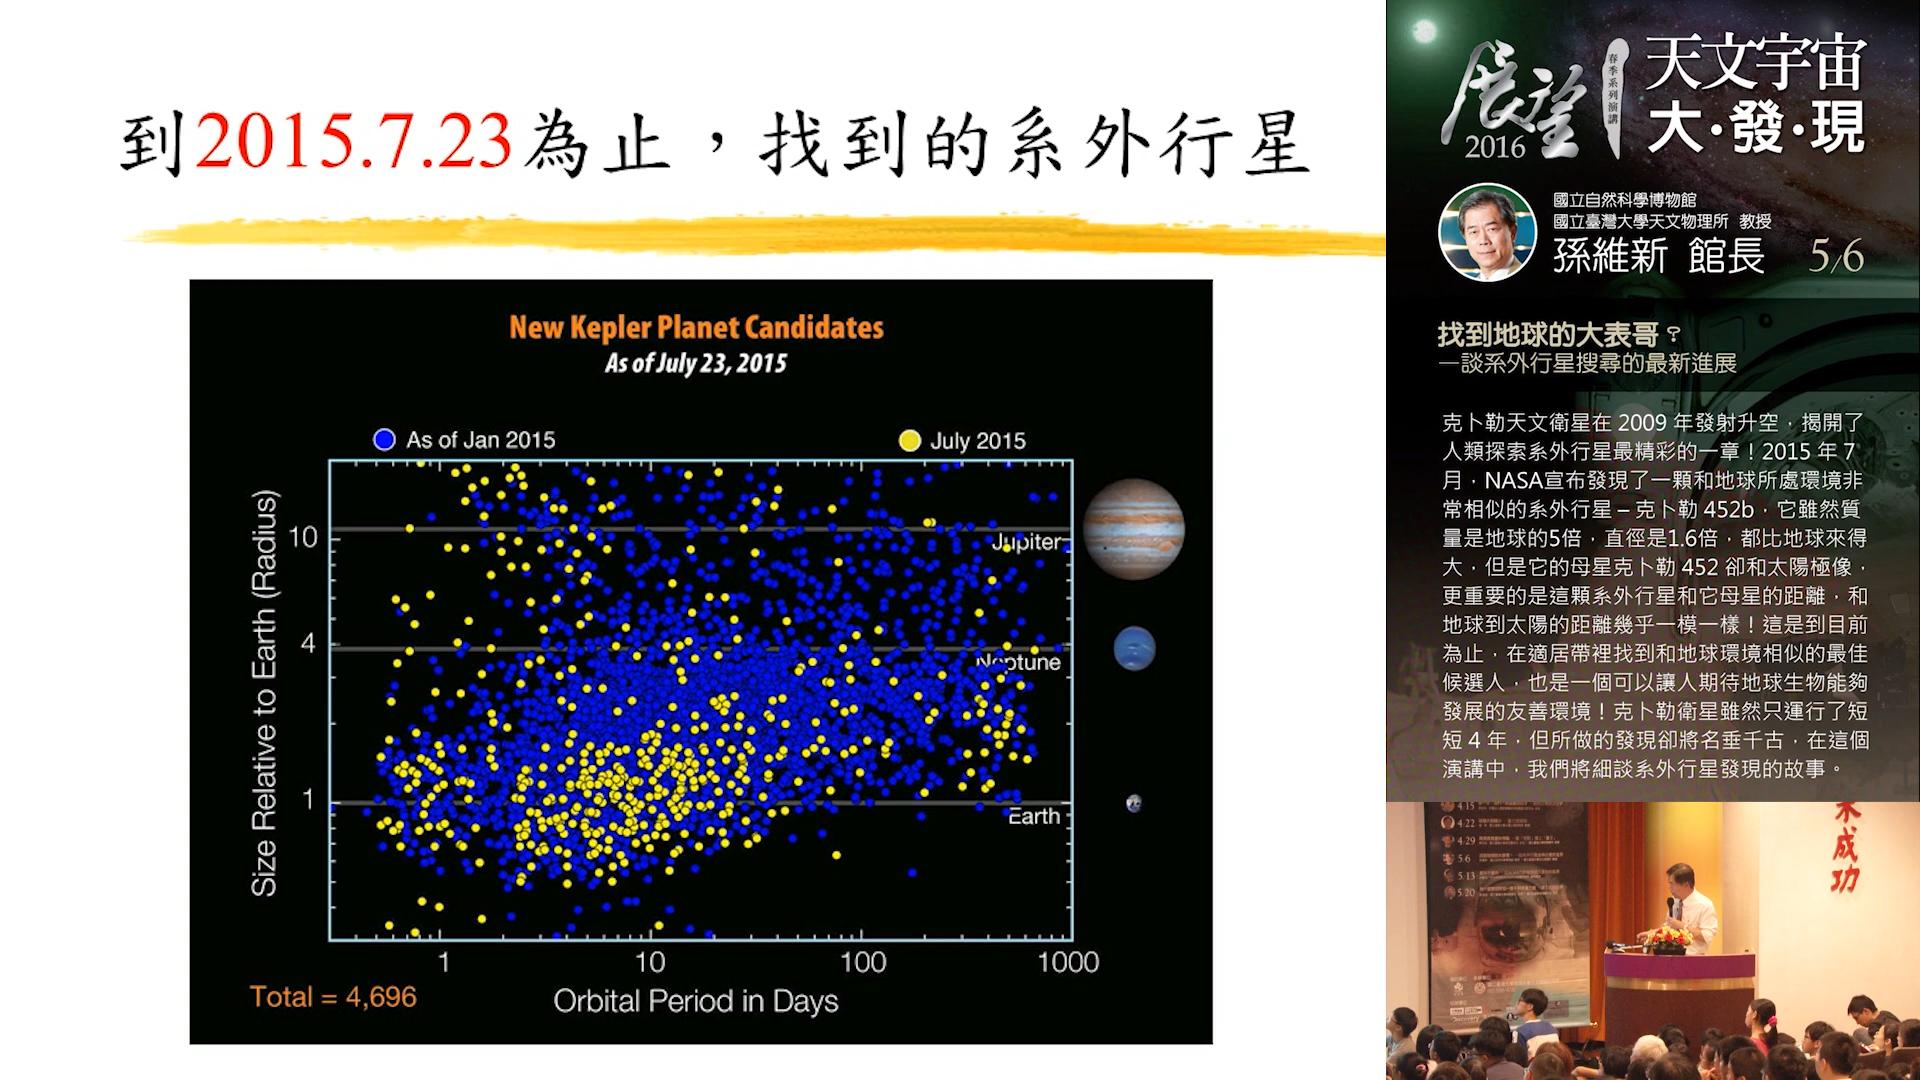 到2015.7.23為止，找到的系外行星
New Kepler Planet Candidates
As of July 23, 2015
As of Jan 2015
July 2015
Size Relative to Earth (Radius)
10
4
1
Jupiter
Neptune
Earth
1
10
100
1000
Orbital Period in Days
Total = 4,696
展望
2016
春季系列演講
天文宇宙
大·發·現
國立自然科學博物館
國立臺灣大學天文物理所 教授
孫維新 館長 5/6
找到地球的大表哥？
—談系外行星搜尋的最新進展
克卜勒天文衛星在 2009 年發射升空，揭開了
人類探索系外行星最精彩的一章！2015 年 7
月，NASA宣布發現了一顆和地球所處環境非
常相似的系外行星 – 克卜勒 452b，它雖然質
量是地球的5倍，直徑是1.6倍，都比地球來得
大，但是它的母星克卜勒 452 卻和太陽極像，
更重要的是這顆系外行星和它母星的距離，和
地球到太陽的距離幾乎一模一樣！這是到目前
為止，在適居帶裡找到和地球環境相似的最佳
候選人，也是一個可以讓人期待地球生物能夠
發展的友善環境！克卜勒衛星雖然只運行了短
短 4 年，但所做的發現卻將名垂千古，在這個
演講中，我們將細談系外行星發現的故事。
4.15
4.22
4.29
5.6
5.13
5.20
成功